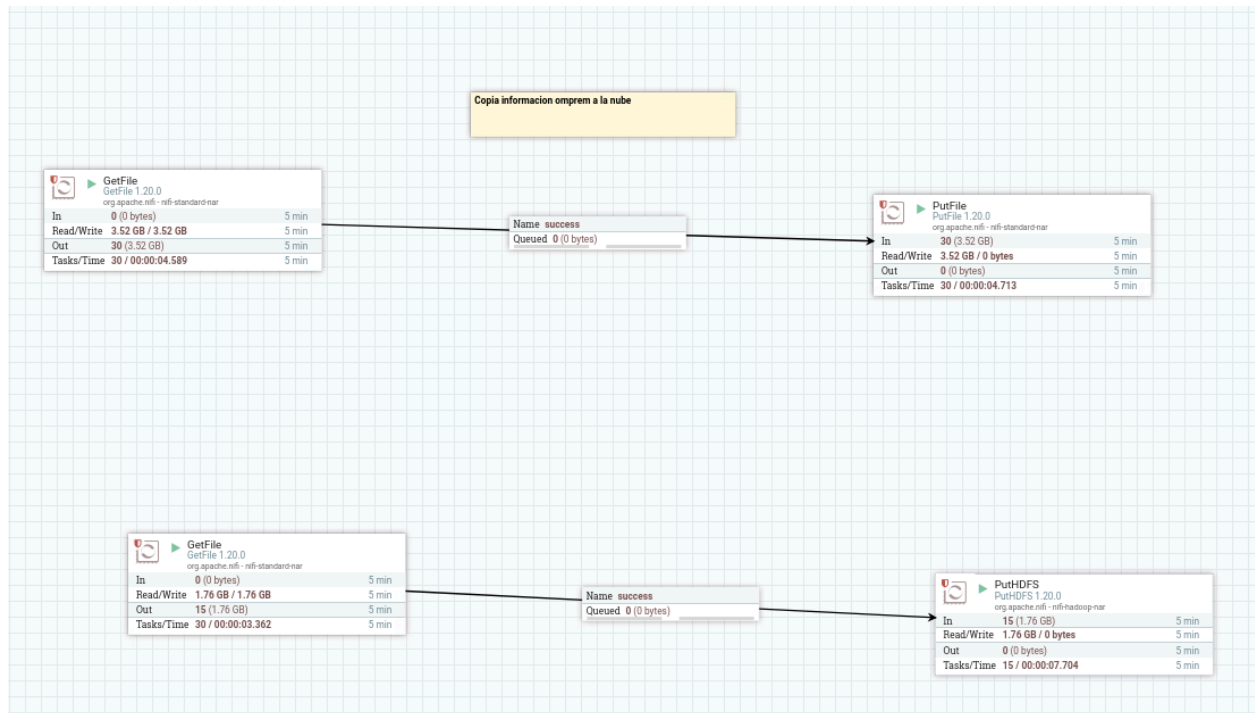 Copia informacion omprem a la nube
GetFile
GetFile 1.20.0
org.apache.nifi - nifi-standard-nar
In 0 (0 bytes) 5 min
Read/Write 3.52 GB / 3.52 GB 5 min
Out 30 (3.52 GB) 5 min
Tasks/Time 30 / 00:00:04.589 5 min
Name success
Queued 0 (0 bytes)
PutFile
PutFile 1.20.0
org.apache.nifi - nifi-standard-nar
In 30 (3.52 GB) 5 min
Read/Write 3.52 GB / 0 bytes 5 min
Out 0 (0 bytes) 5 min
Tasks/Time 30 / 00:00:04.713 5 min
GetFile
GetFile 1.20.0
org.apache.nifi - nifi-standard-nar
In 0 (0 bytes) 5 min
Read/Write 1.76 GB / 1.76 GB 5 min
Out 15 (1.76 GB) 5 min
Tasks/Time 30 / 00:00:03.362 5 min
Name success
Queued 0 (0 bytes)
PutHDFS
PutHDFS 1.20.0
org.apache.nifi - nifi-hadoop-nar
In 15 (1.76 GB) 5 min
Read/Write 1.76 GB / 0 bytes 5 min
Out 0 (0 bytes) 5 min
Tasks/Time 15 / 00:00:07.704 5 min